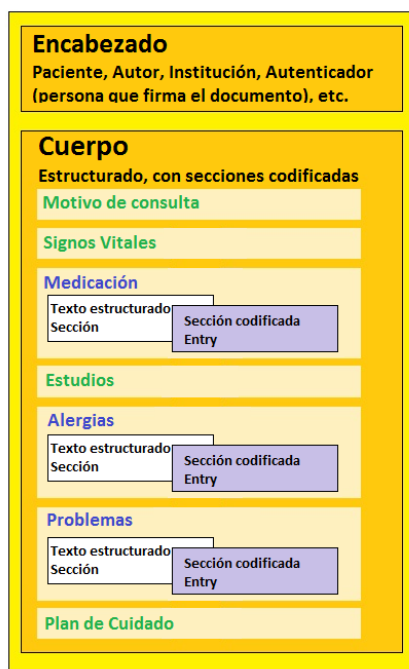 Encabezado
Paciente, Autor, Institución, Autenticador
(persona que firma el documento), etc.
Cuerpo
Estructurado, con secciones codificadas
Motivo de consulta
Signos Vitales
Medicación
Texto estructurado
Sección
Sección codificada
Entry
Estudios
Alergias
Texto estructurado
Sección
Sección codificada
Entry
Problemas
Texto estructurado
Sección
Sección codificada
Entry
Plan de Cuidado